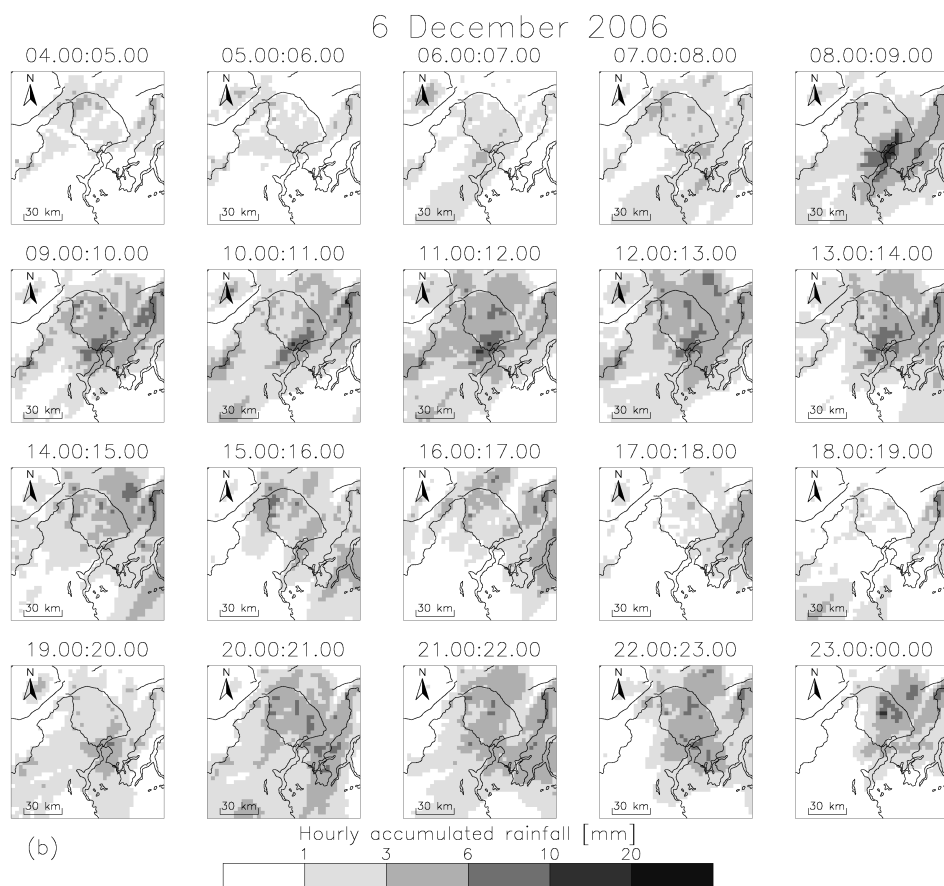 6 December 2006
04.00:05.00 05.00:06.00 06.00:07.00 07.00:08.00 08.00:09.00
N N N N N
30 km 30 km 30 km 30 km 30 km
09.00:10.00 10.00:11.00 11.00:12.00 12.00:13.00 13.00:14.00
N N N N N
30 km 30 km 30 km 30 km 30 km
14.00:15.00 15.00:16.00 16.00:17.00 17.00:18.00 18.00:19.00
N N N N N
30 km 30 km 30 km 30 km 30 km
19.00:20.00 20.00:21.00 21.00:22.00 22.00:23.00 23.00:00.00
N N N N N
30 km 30 km 30 km 30 km 30 km
(b)
Hourly accumulated rainfall [mm]
1 3 6 10 20